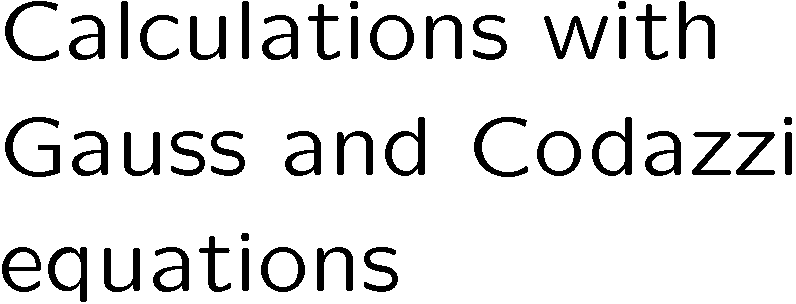 Calculations with
Gauss and Codazzi
equations